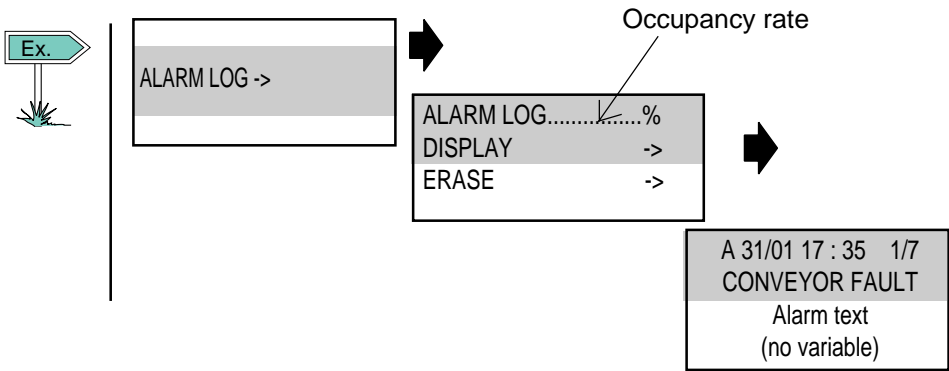 Occupancy rate
Ex.
ALARM LOG ->
ALARM LOG................%
DISPLAY ->
ERASE ->
A 31/01 17 : 35 1/7
CONVEYOR FAULT
Alarm text
(no variable)